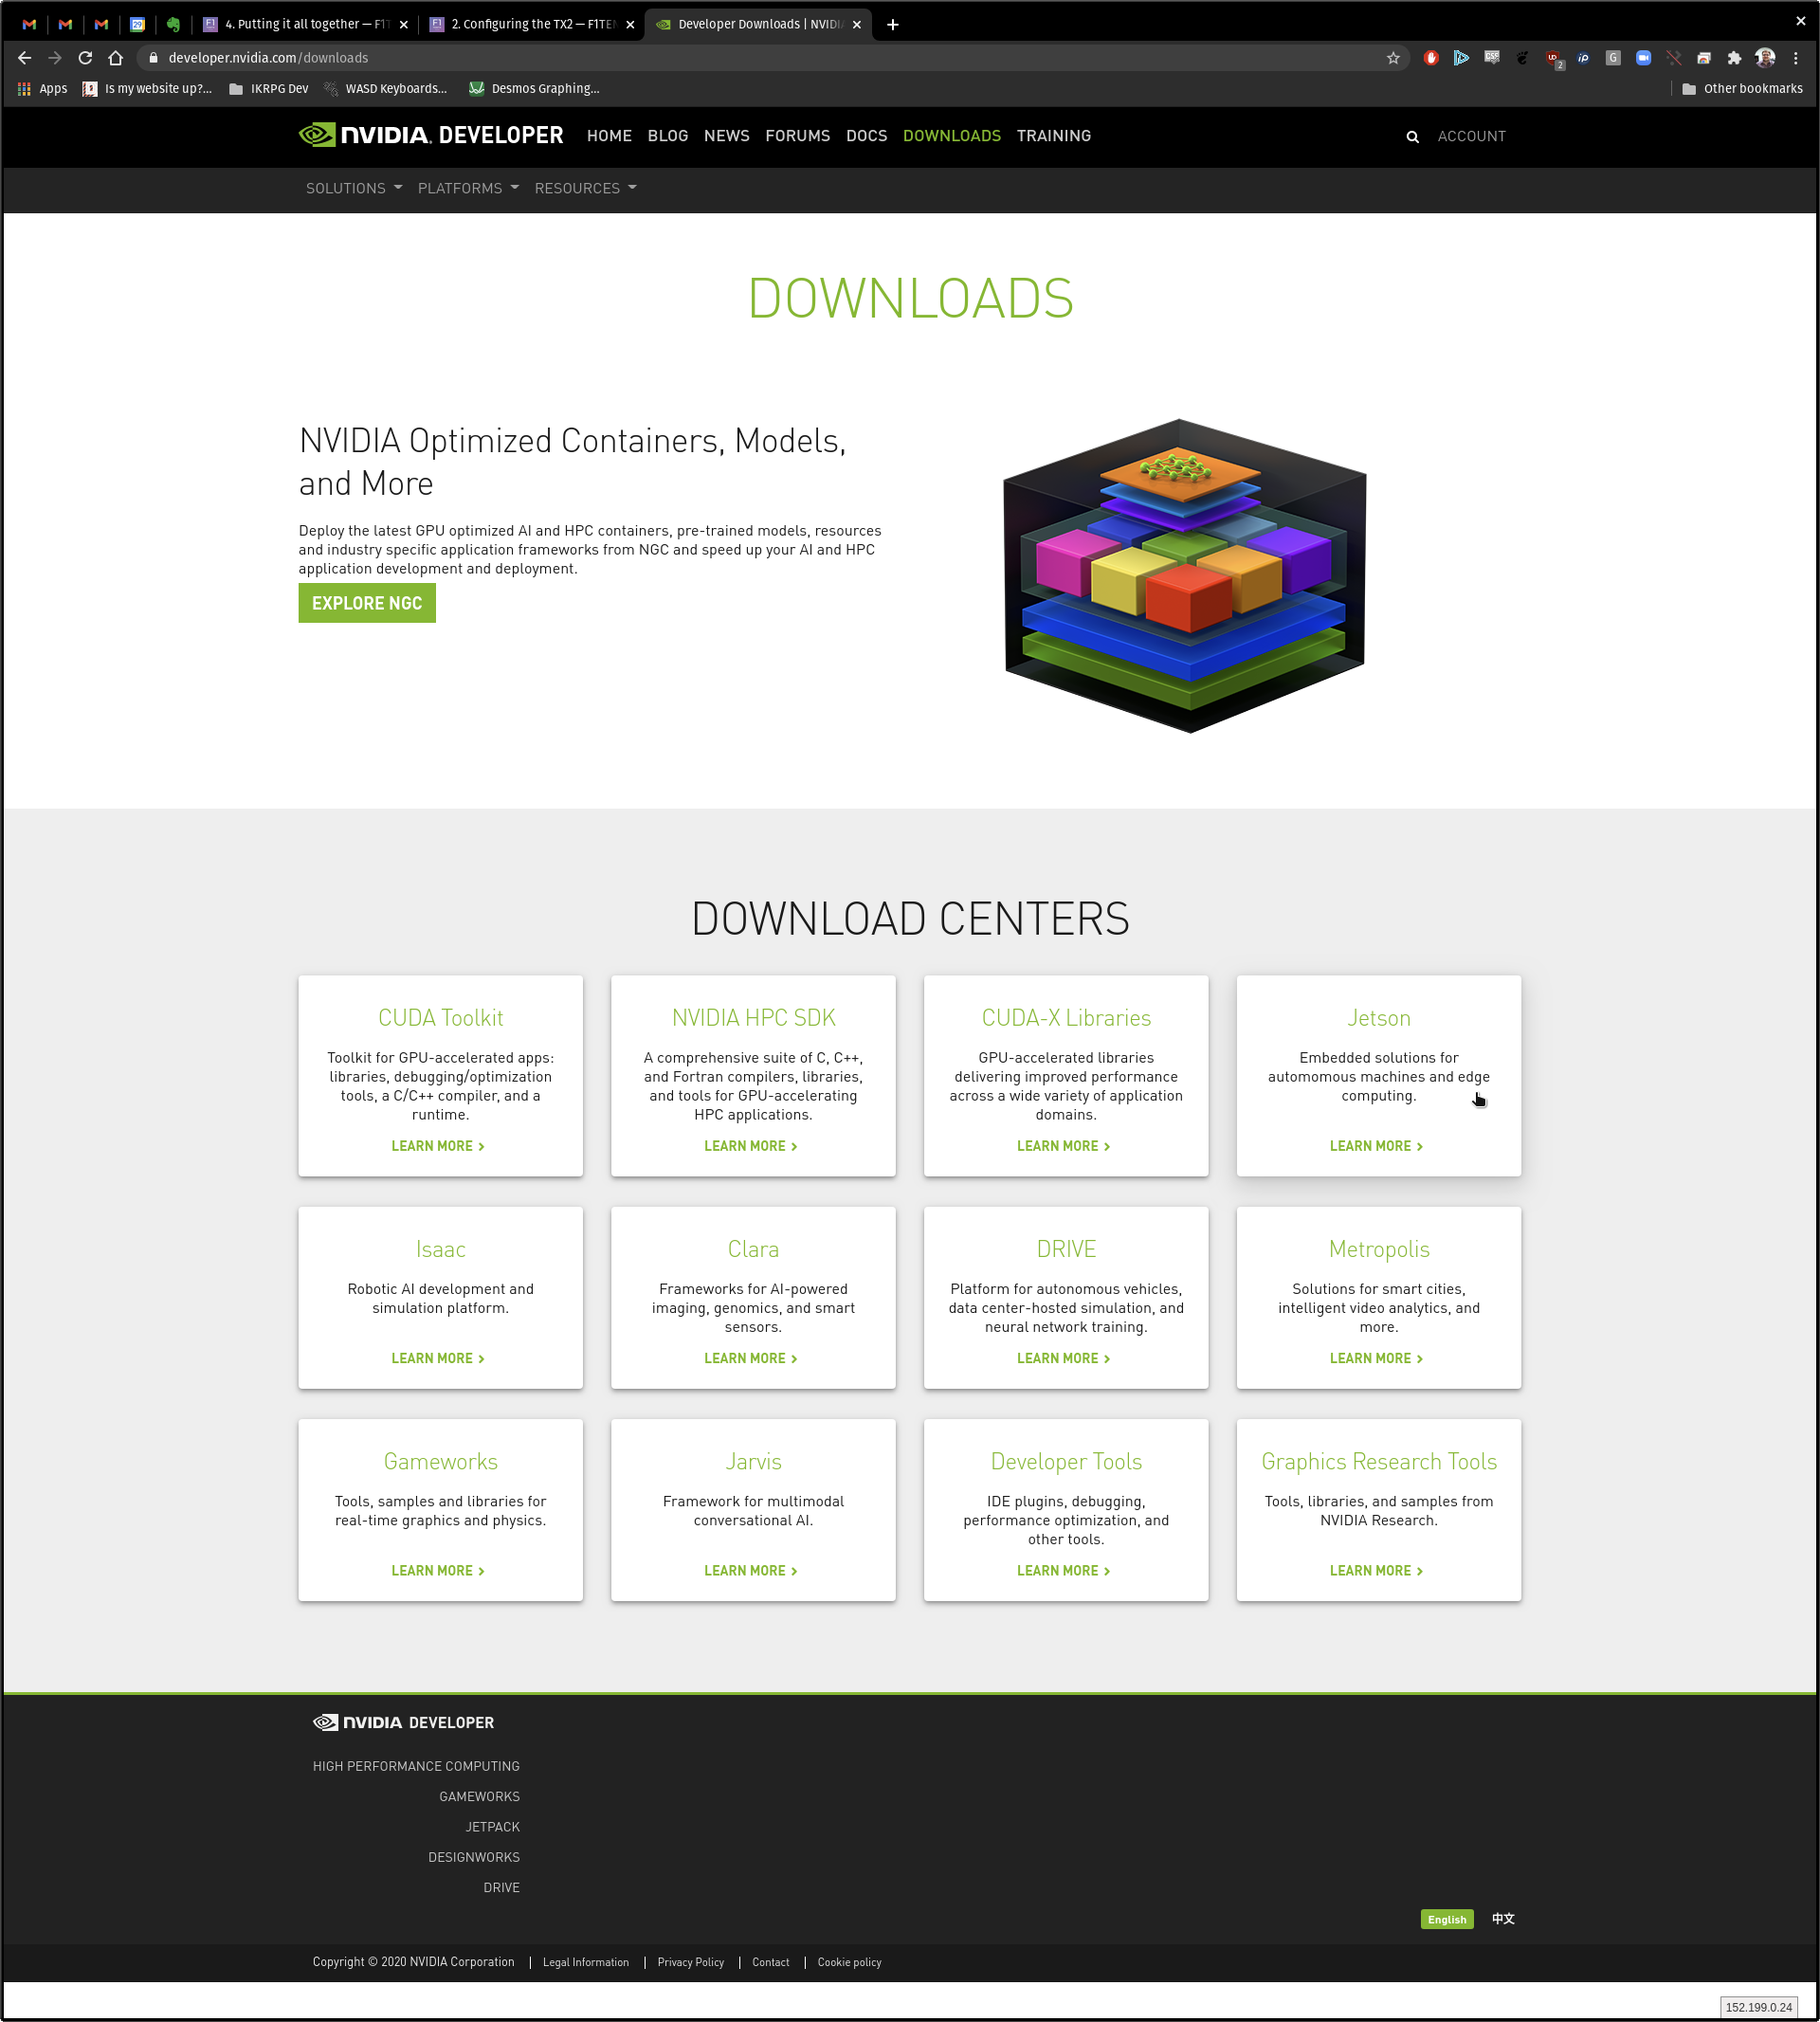 4. Putting it all together — F1T
2. Configuring the TX2 — F1TEN
Developer Downloads | NVIDI
developer.nvidia.com/downloads
Apps
Is my website up?...
IKRPG Dev
WASD Keyboards...
Desmos Graphing...
Other bookmarks
NVIDIA. DEVELOPER
HOME
BLOG
NEWS
FORUMS
DOCS
DOWNLOADS
TRAINING
ACCOUNT
SOLUTIONS
PLATFORMS
RESOURCES
DOWNLOADS
NVIDIA Optimized Containers, Models,
and More
Deploy the latest GPU optimized AI and HPC containers, pre-trained models, resources
and industry specific application frameworks from NGC and speed up your AI and HPC
application development and deployment.
EXPLORE NGC
DOWNLOAD CENTERS
CUDA Toolkit
Toolkit for GPU-accelerated apps:
libraries, debugging/optimization
tools, a C/C++ compiler, and a
runtime.
LEARN MORE
NVIDIA HPC SDK
A comprehensive suite of C, C++,
and Fortran compilers, libraries,
and tools for GPU-accelerating
HPC applications.
LEARN MORE
CUDA-X Libraries
GPU-accelerated libraries
delivering improved performance
across a wide variety of application
domains.
LEARN MORE
Jetson
Embedded solutions for
automomous machines and edge
computing.
LEARN MORE
Isaac
Robotic AI development and
simulation platform.
LEARN MORE
Clara
Frameworks for AI-powered
imaging, genomics, and smart
sensors.
LEARN MORE
DRIVE
Platform for autonomous vehicles,
data center-hosted simulation, and
neural network training.
LEARN MORE
Metropolis
Solutions for smart cities,
intelligent video analytics, and
more.
LEARN MORE
Gameworks
Tools, samples and libraries for
real-time graphics and physics.
LEARN MORE
Jarvis
Framework for multimodal
conversational AI.
LEARN MORE
Developer Tools
IDE plugins, debugging,
performance optimization, and
other tools.
LEARN MORE
Graphics Research Tools
Tools, libraries, and samples from
NVIDIA Research.
LEARN MORE
NVIDIA DEVELOPER
HIGH PERFORMANCE COMPUTING
GAMEWORKS
JETPACK
DESIGNWORKS
DRIVE
English
中文
Copyright © 2020 NVIDIA Corporation
Legal Information
Privacy Policy
Contact
Cookie policy
152.199.0.24